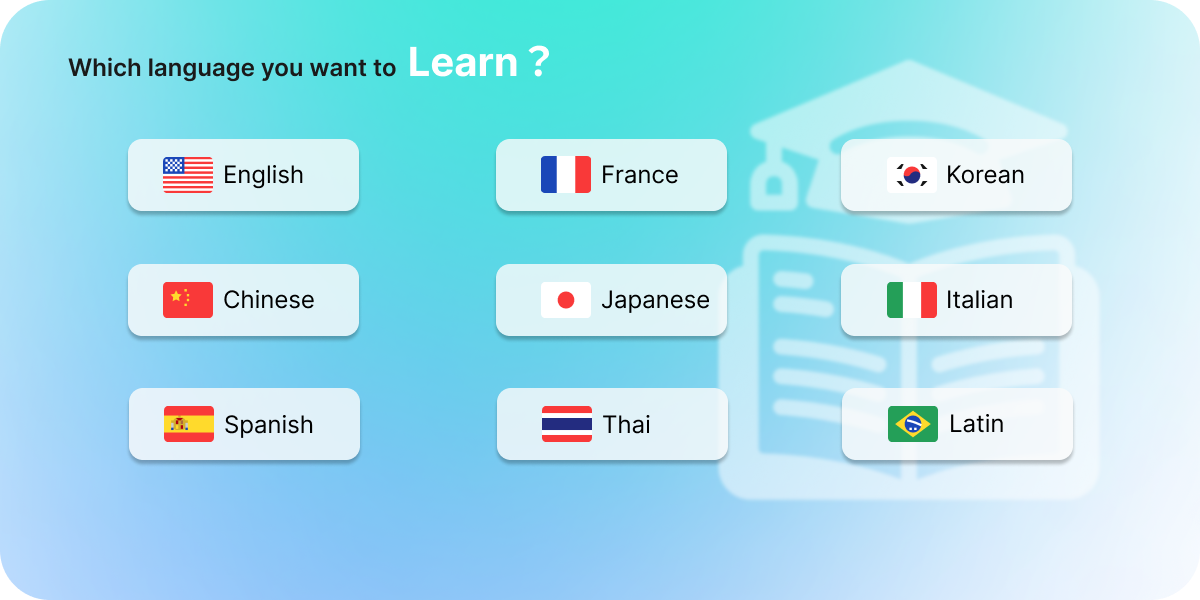 Which language you want to Learn ?
English France Korean
Chinese Japanese Italian
Spanish Thai Latin